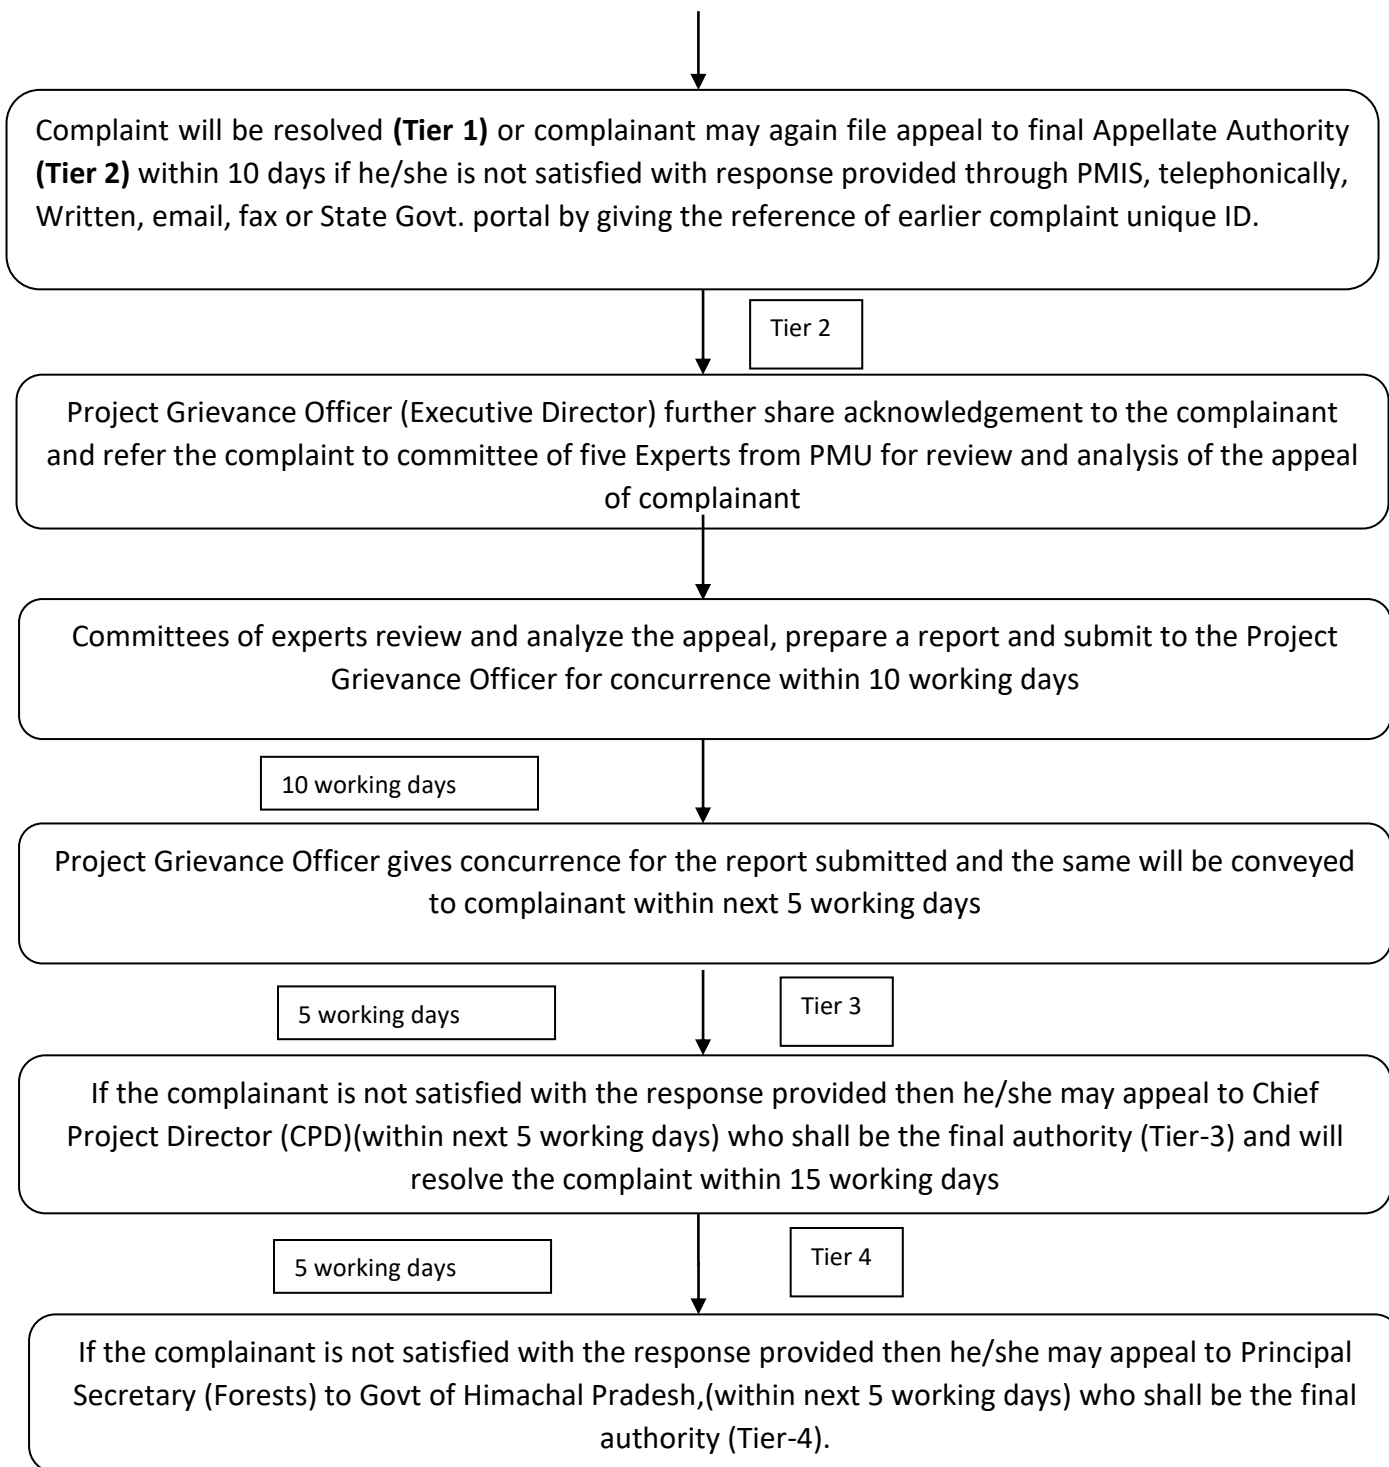 Complaint will be resolved (Tier 1) or complainant may again file appeal to final Appellate Authority
(Tier 2) within 10 days if he/she is not satisfied with response provided through PMIS, telephonically,
Written, email, fax or State Govt. portal by giving the reference of earlier complaint unique ID.
Tier 2
Project Grievance Officer (Executive Director) further share acknowledgement to the complainant
and refer the complaint to committee of five Experts from PMU for review and analysis of the appeal
of complainant
Committees of experts review and analyze the appeal, prepare a report and submit to the Project
Grievance Officer for concurrence within 10 working days
10 working days
Project Grievance Officer gives concurrence for the report submitted and the same will be conveyed
to complainant within next 5 working days
5 working days
Tier 3
If the complainant is not satisfied with the response provided then he/she may appeal to Chief
Project Director (CPD)(within next 5 working days) who shall be the final authority (Tier-3) and will
resolve the complaint within 15 working days
5 working days
Tier 4
If the complainant is not satisfied with the response provided then he/she may appeal to Principal
Secretary (Forests) to Govt of Himachal Pradesh,(within next 5 working days) who shall be the final
authority (Tier-4).